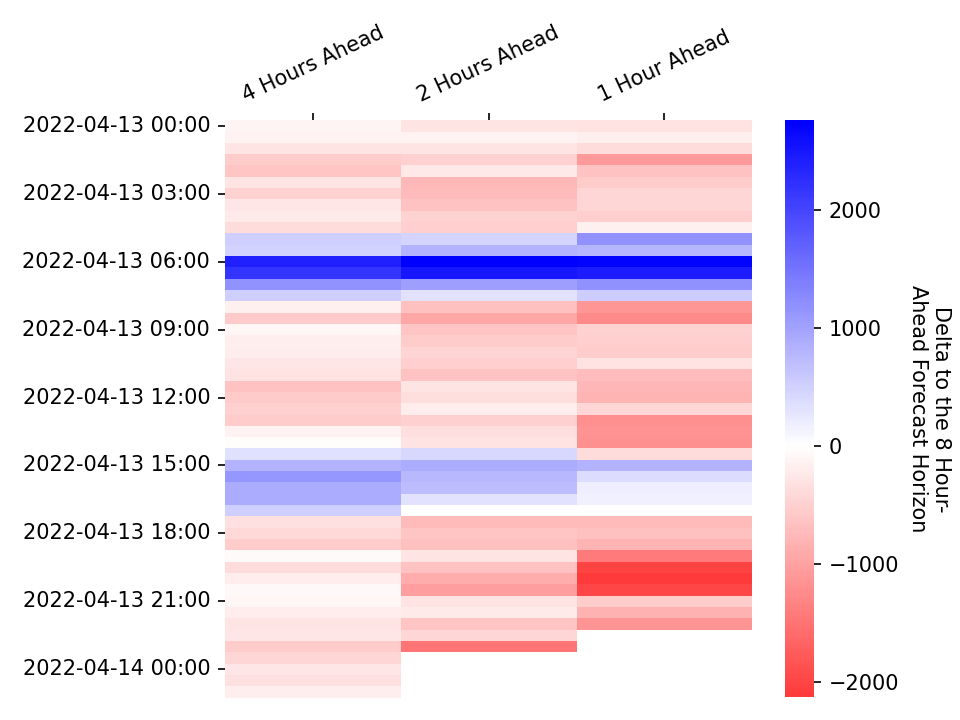 4 Hours Ahead
2 Hours Ahead
1 Hour Ahead
2022-04-13 00:00
2022-04-13 03:00
2022-04-13 06:00
2022-04-13 09:00
2022-04-13 12:00
2022-04-13 15:00
2022-04-13 18:00
2022-04-13 21:00
2022-04-14 00:00
2000
1000
0
−1000
−2000
Delta to the 8 Hour-
Ahead Forecast Horizon